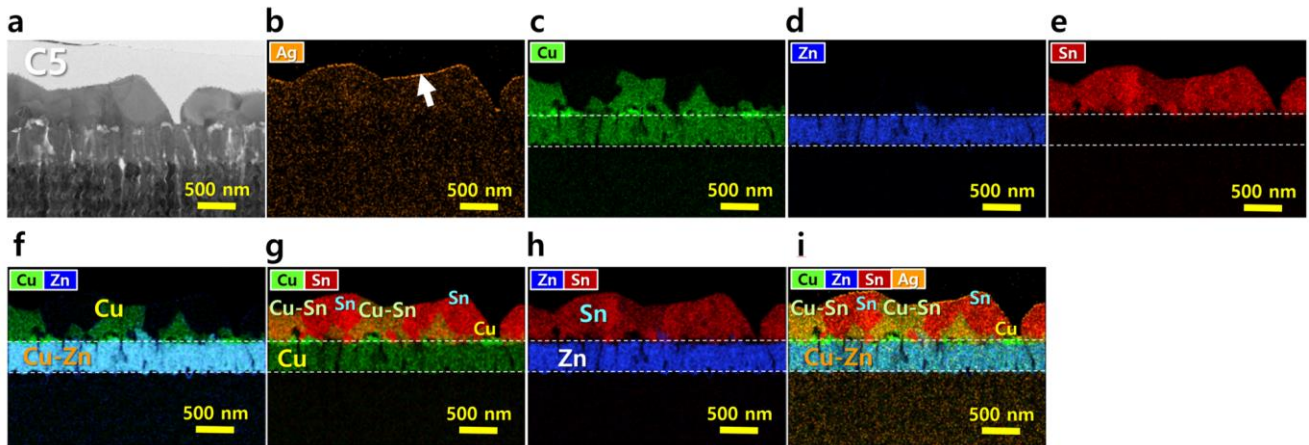 a
C5
500 nm
b
Ag
500 nm
c
Cu
500 nm
d
Zn
500 nm
e
Sn
500 nm
f
Cu Zn
Cu
Cu-Zn
500 nm
g
Cu Sn
Cu-Sn Sn Cu-Sn Sn
Cu
Cu
500 nm
h
Zn Sn
Sn
Zn
500 nm
i
Cu Zn Sn Ag
Cu-Sn Sn Cu-Sn Sn
Cu
Cu-Zn
500 nm